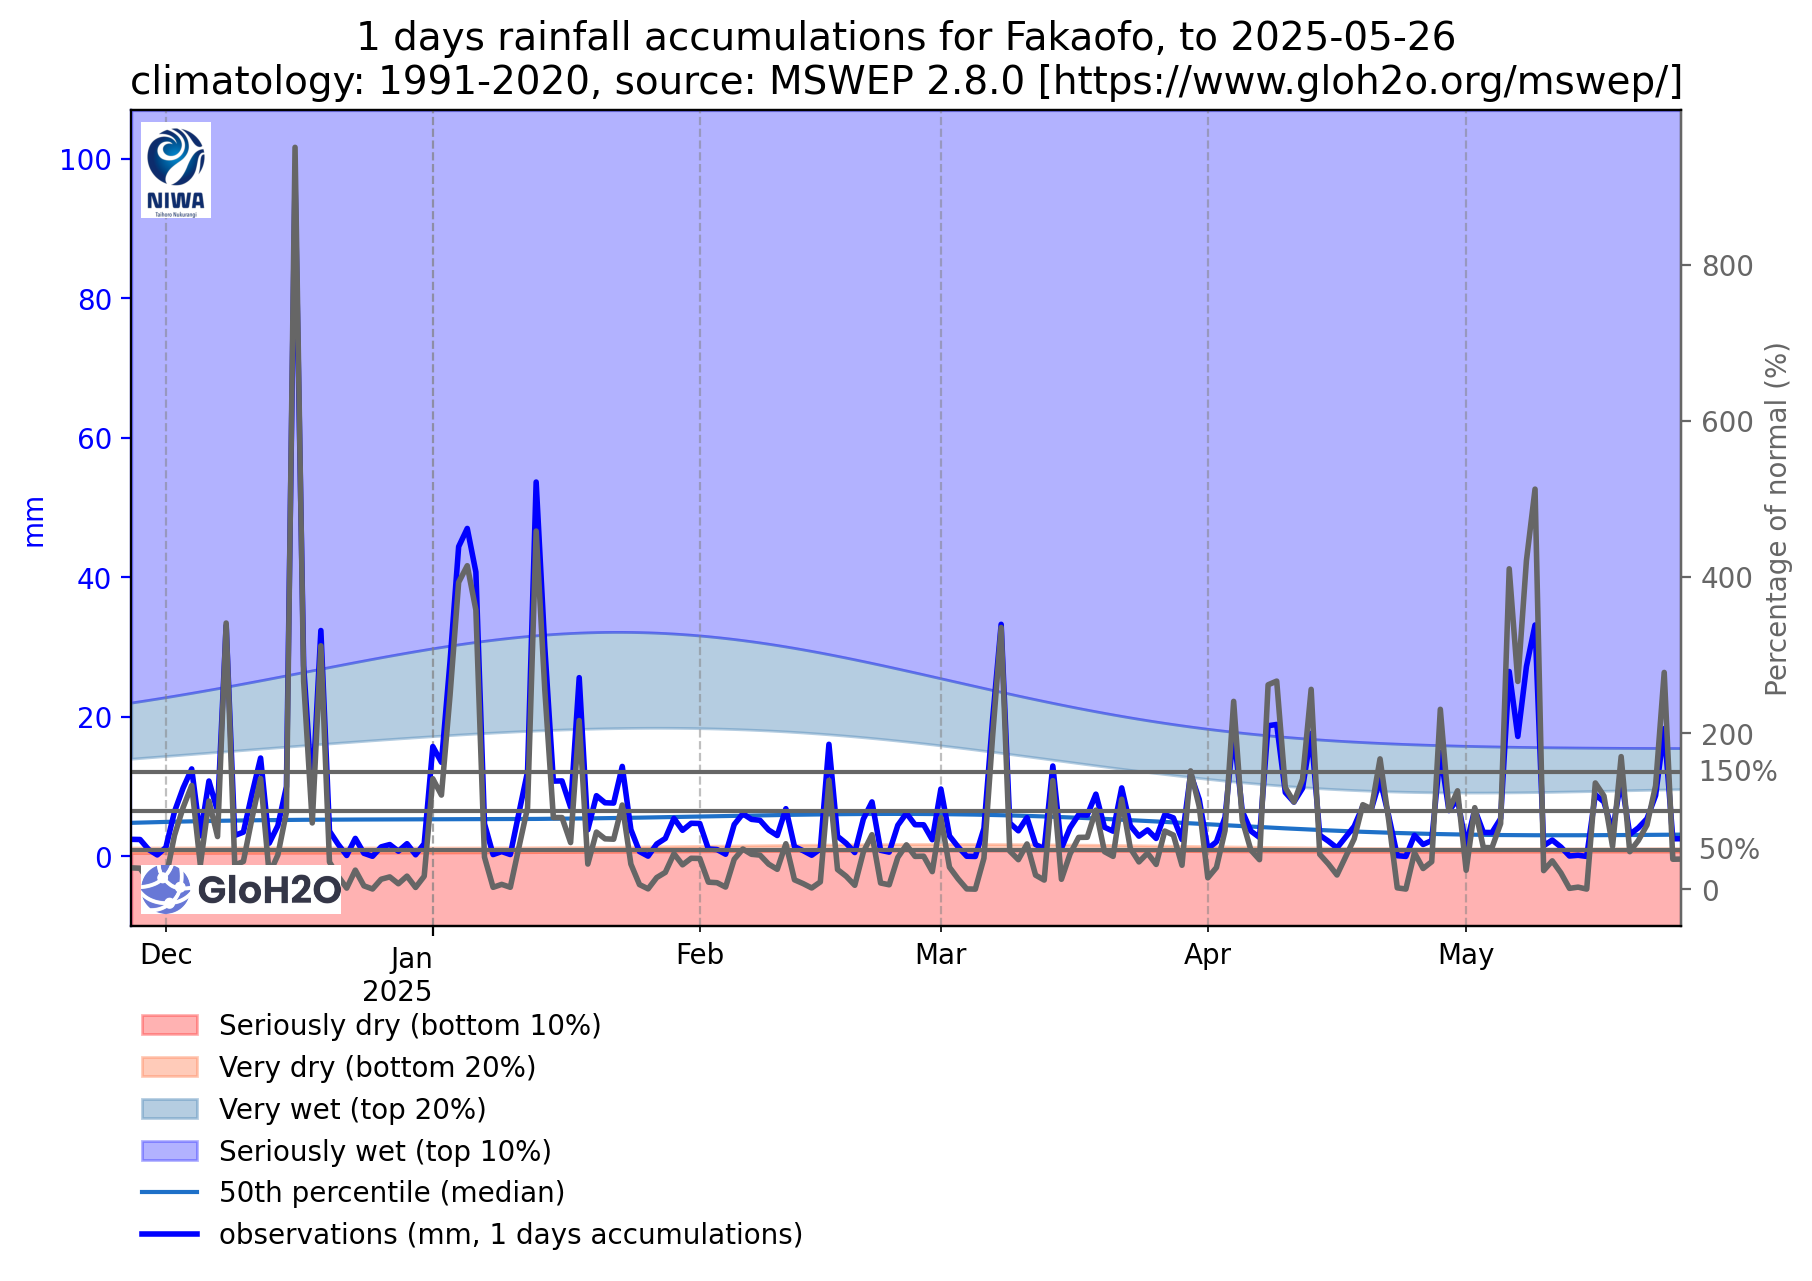 1 days rainfall accumulations for Fakaofo, to 2025-05-26
climatology: 1991-2020, source: MSWEP 2.8.0 [https://www.gloh2o.org/mswep/]
NIWA
Taihoro Nukurangi
100
80
60
40
20
0
mm
800
600
400
200
150%
50%
0
Percentage of normal (%)
GloH2O
Dec
Jan
2025
Feb
Mar
Apr
May
Seriously dry (bottom 10%)
Very dry (bottom 20%)
Very wet (top 20%)
Seriously wet (top 10%)
50th percentile (median)
observations (mm, 1 days accumulations)